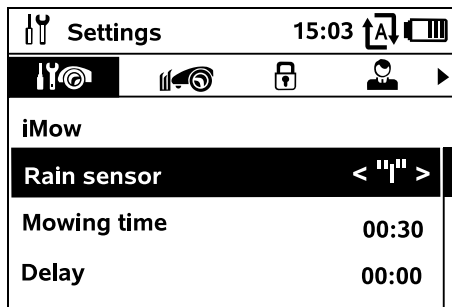 Settings 15:03 A
iMow
Rain sensor < "I" >
Mowing time 00:30
Delay 00:00